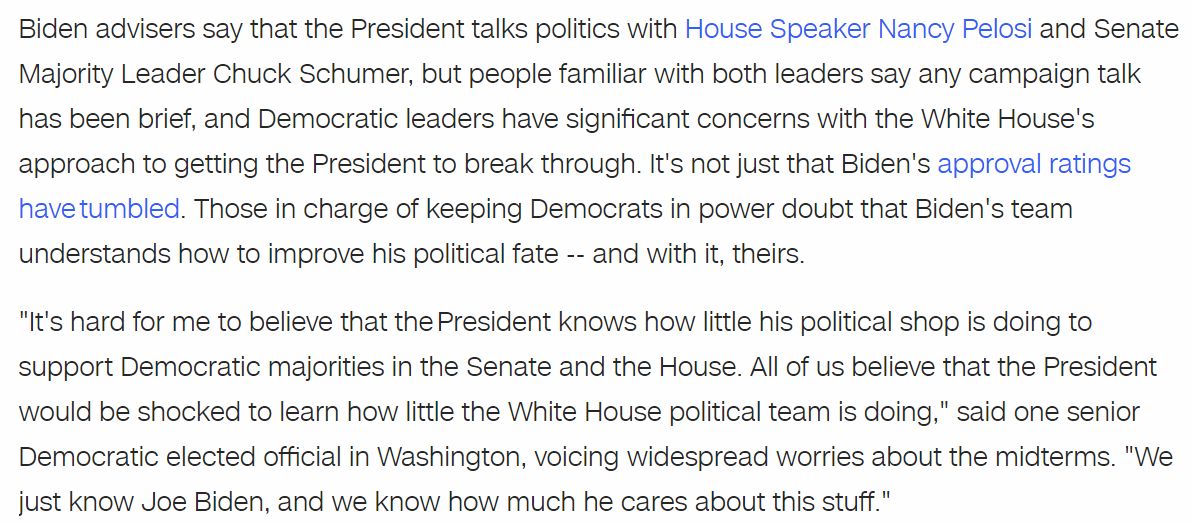 Biden advisers say that the President talks politics with House Speaker Nancy Pelosi and Senate
Majority Leader Chuck Schumer, but people familiar with both leaders say any campaign talk
has been brief, and Democratic leaders have significant concerns with the White House's
approach to getting the President to break through. It's not just that Biden's approval ratings
have tumbled. Those in charge of keeping Democrats in power doubt that Biden's team
understands how to improve his political fate -- and with it, theirs.
"It's hard for me to believe that the President knows how little his political shop is doing to
support Democratic majorities in the Senate and the House. All of us believe that the President
would be shocked to learn how little the White House political team is doing," said one senior
Democratic elected official in Washington, voicing widespread worries about the midterms. "We
just know Joe Biden, and we know how much he cares about this stuff."